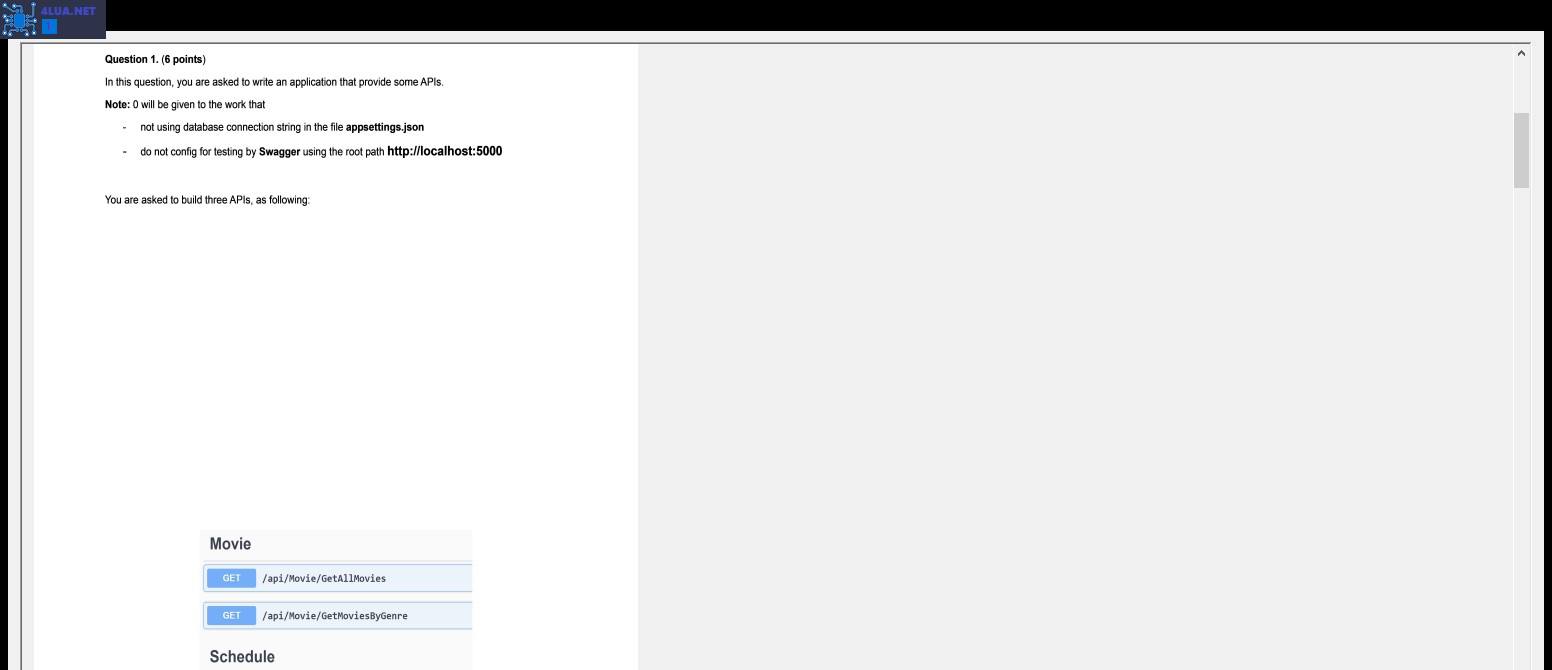 4LUA.NET
Question 1. (6 points)
In this question, you are asked to write an application that provide some APIs.
Note: 0 will be given to the work that
- not using database connection string in the file appsettings.json
- do not config for testing by Swagger using the root path http://localhost:5000
You are asked to build three APIs, as following:
Movie
GET /api/Movie/GetAllMovies
GET /api/Movie/GetMoviesByGenre
Schedule